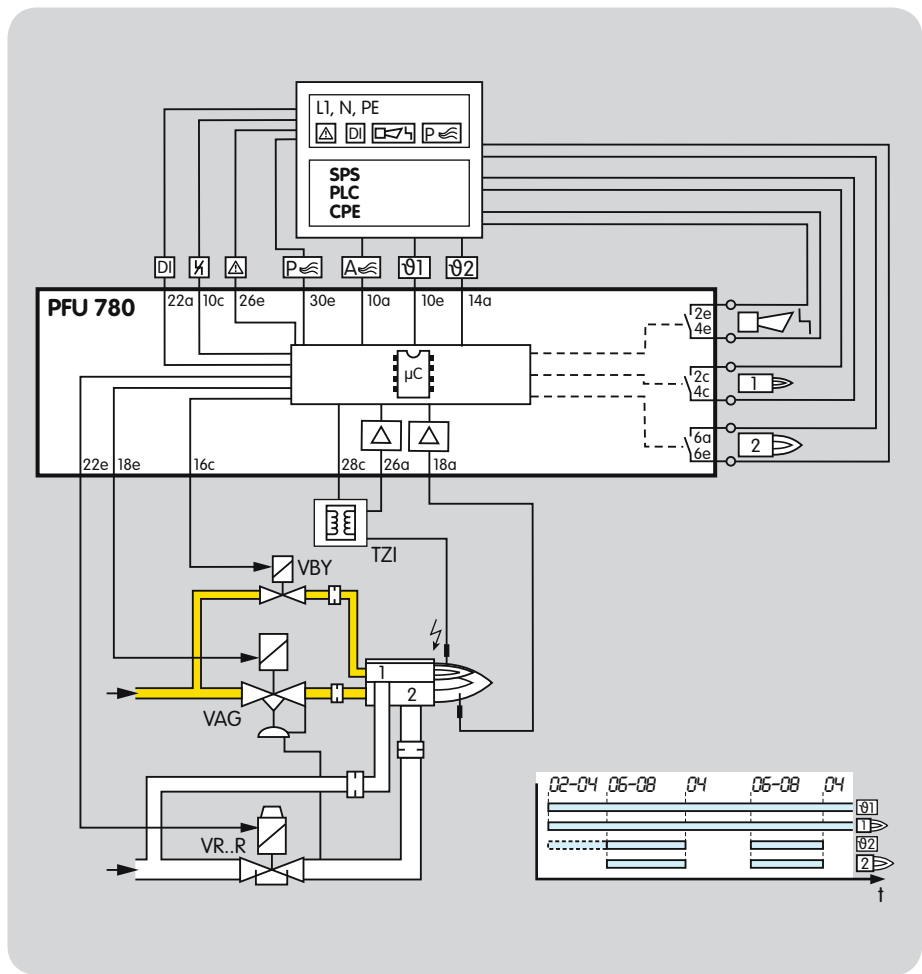 L1, N, PE
DI P
SPS
PLC
CPE
DI P A ϑ1 ϑ2
PFU 780
22a 10c 26e 30e 10a 10e 14a
2e
4e
µC
2c
4c
1
6a
6e
2
22e 18e 16c 28c 26a 18a
TZI
VBY
1
2
VAG
VR..R
02-04 06-08 04 06-08 04
ϑ1
1
ϑ2
2
t